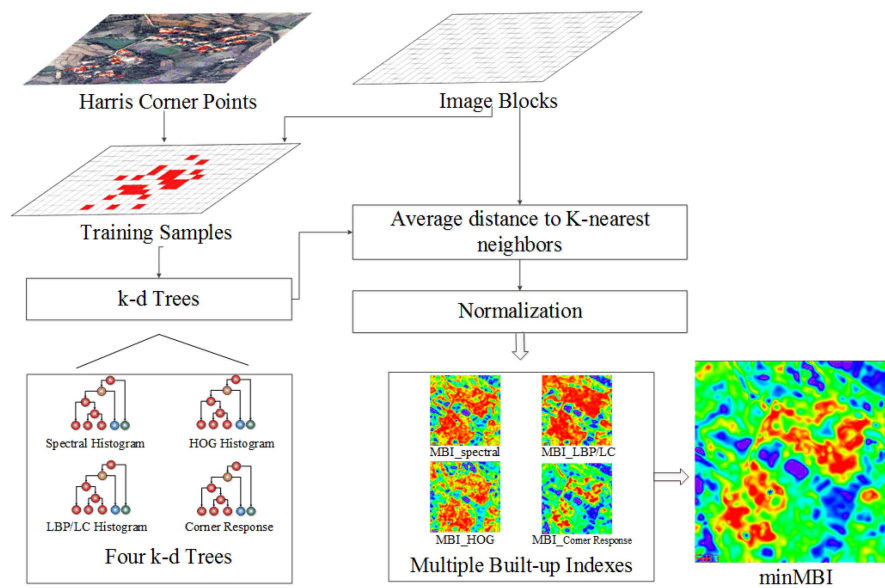 Harris Corner Points
Image Blocks
Training Samples
Average distance to K-nearest
neighbors
k-d Trees
Normalization
Spectral Histogram
HOG Histogram
LBP/LC Histogram
Corner Response
Four k-d Trees
MBI_spectral
MBI_LBP/LC
MBI_HOG
MBI_Corner Response
Multiple Built-up Indexes
minMBI